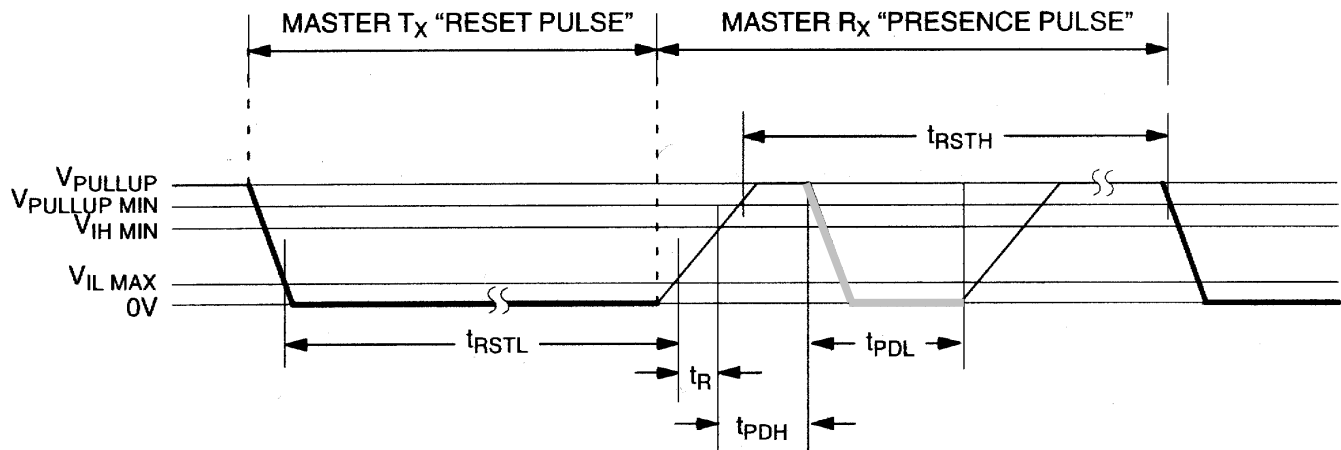 MASTER TX “RESET PULSE”
MASTER RX “PRESENCE PULSE”
tRSTH
VPULLUP
VPULLUP MIN
VIH MIN
VIL MAX
0V
tRSTL
tPDL
tR
tPDH